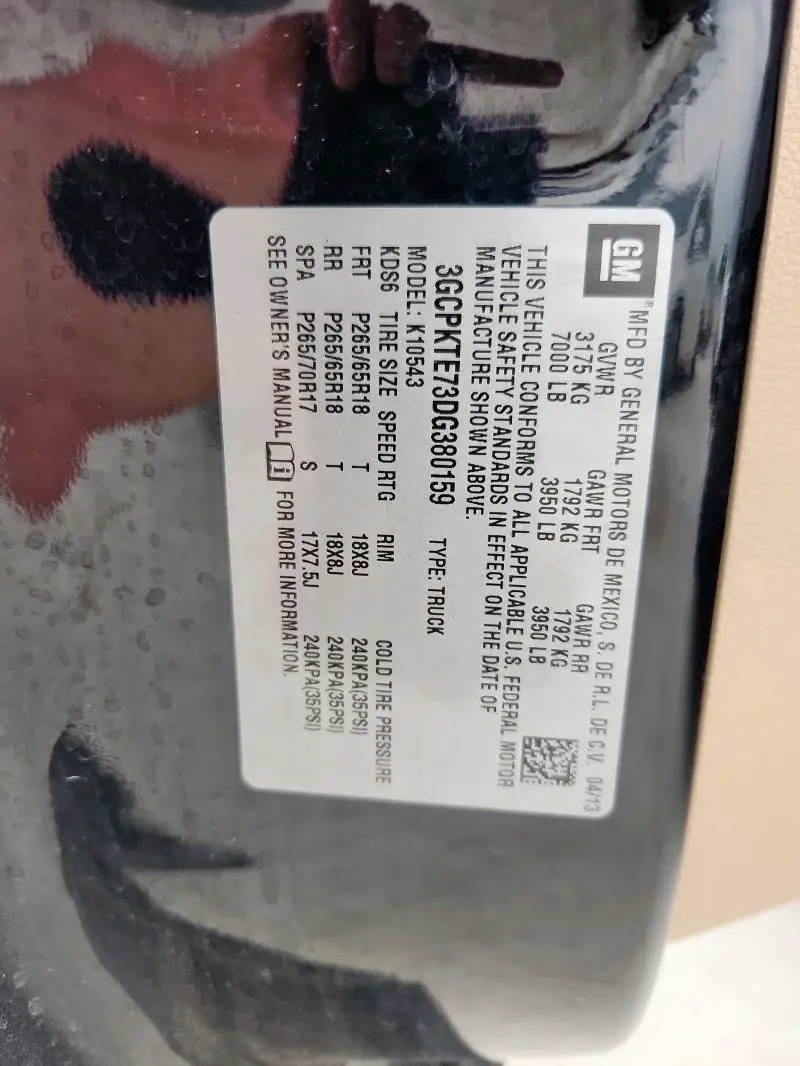 GM
® MFD BY GENERAL MOTORS DE MEXICO, S. DE R.L. DE C.V. 04/13
GVWR GAWR FRT GAWR RR
3175 KG 1792 KG 1792 KG
7000 LB 3950 LB 3950 LB
THIS VEHICLE CONFORMS TO ALL APPLICABLE U.S. FEDERAL MOTOR
VEHICLE SAFETY STANDARDS IN EFFECT ON THE DATE OF
MANUFACTURE SHOWN ABOVE.
3GCPKTE73DG380159 TYPE: TRUCK
MODEL: K10543
KDS6 TIRE SIZE SPEED RTG RIM COLD TIRE PRESSURE
FRT P265/65R18 T 18X8J 240KPA(35PSI)
RR P265/65R18 T 18X8J 240KPA(35PSI)
SPA P265/70R17 S 17X7.5J 240KPA(35PSI)
SEE OWNER'S MANUAL FOR MORE INFORMATION.